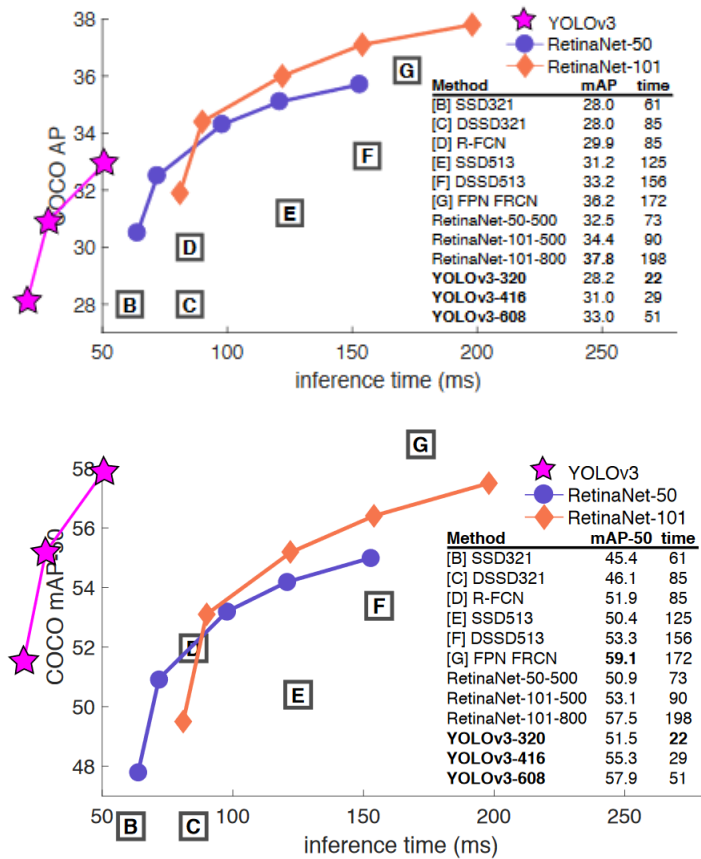 38
36
34
32
30
28
COCO AP
YOLOv3
RetinaNet-50
RetinaNet-101
G
F
E
D
B
C
Method mAP time
[B] SSD321 28.0 61
[C] DSSD321 28.0 85
[D] R-FCN 29.9 85
[E] SSD513 31.2 125
[F] DSSD513 33.2 156
[G] FPN FRCN 36.2 172
RetinaNet-50-500 32.5 73
RetinaNet-101-500 34.4 90
RetinaNet-101-800 37.8 198
YOLOv3-320 28.2 22
YOLOv3-416 31.0 29
YOLOv3-608 33.0 51
50 100 150 200 250
inference time (ms)
58
56
54
52
50
48
COCO mAP-50
G
YOLOv3
RetinaNet-50
RetinaNet-101
F
D
E
B
C
Method mAP-50 time
[B] SSD321 45.4 61
[C] DSSD321 46.1 85
[D] R-FCN 51.9 85
[E] SSD513 50.4 125
[F] DSSD513 53.3 156
[G] FPN FRCN 59.1 172
RetinaNet-50-500 50.9 73
RetinaNet-101-500 53.1 90
RetinaNet-101-800 57.5 198
YOLOv3-320 51.5 22
YOLOv3-416 55.3 29
YOLOv3-608 57.9 51
50 100 150 200 250
inference time (ms)